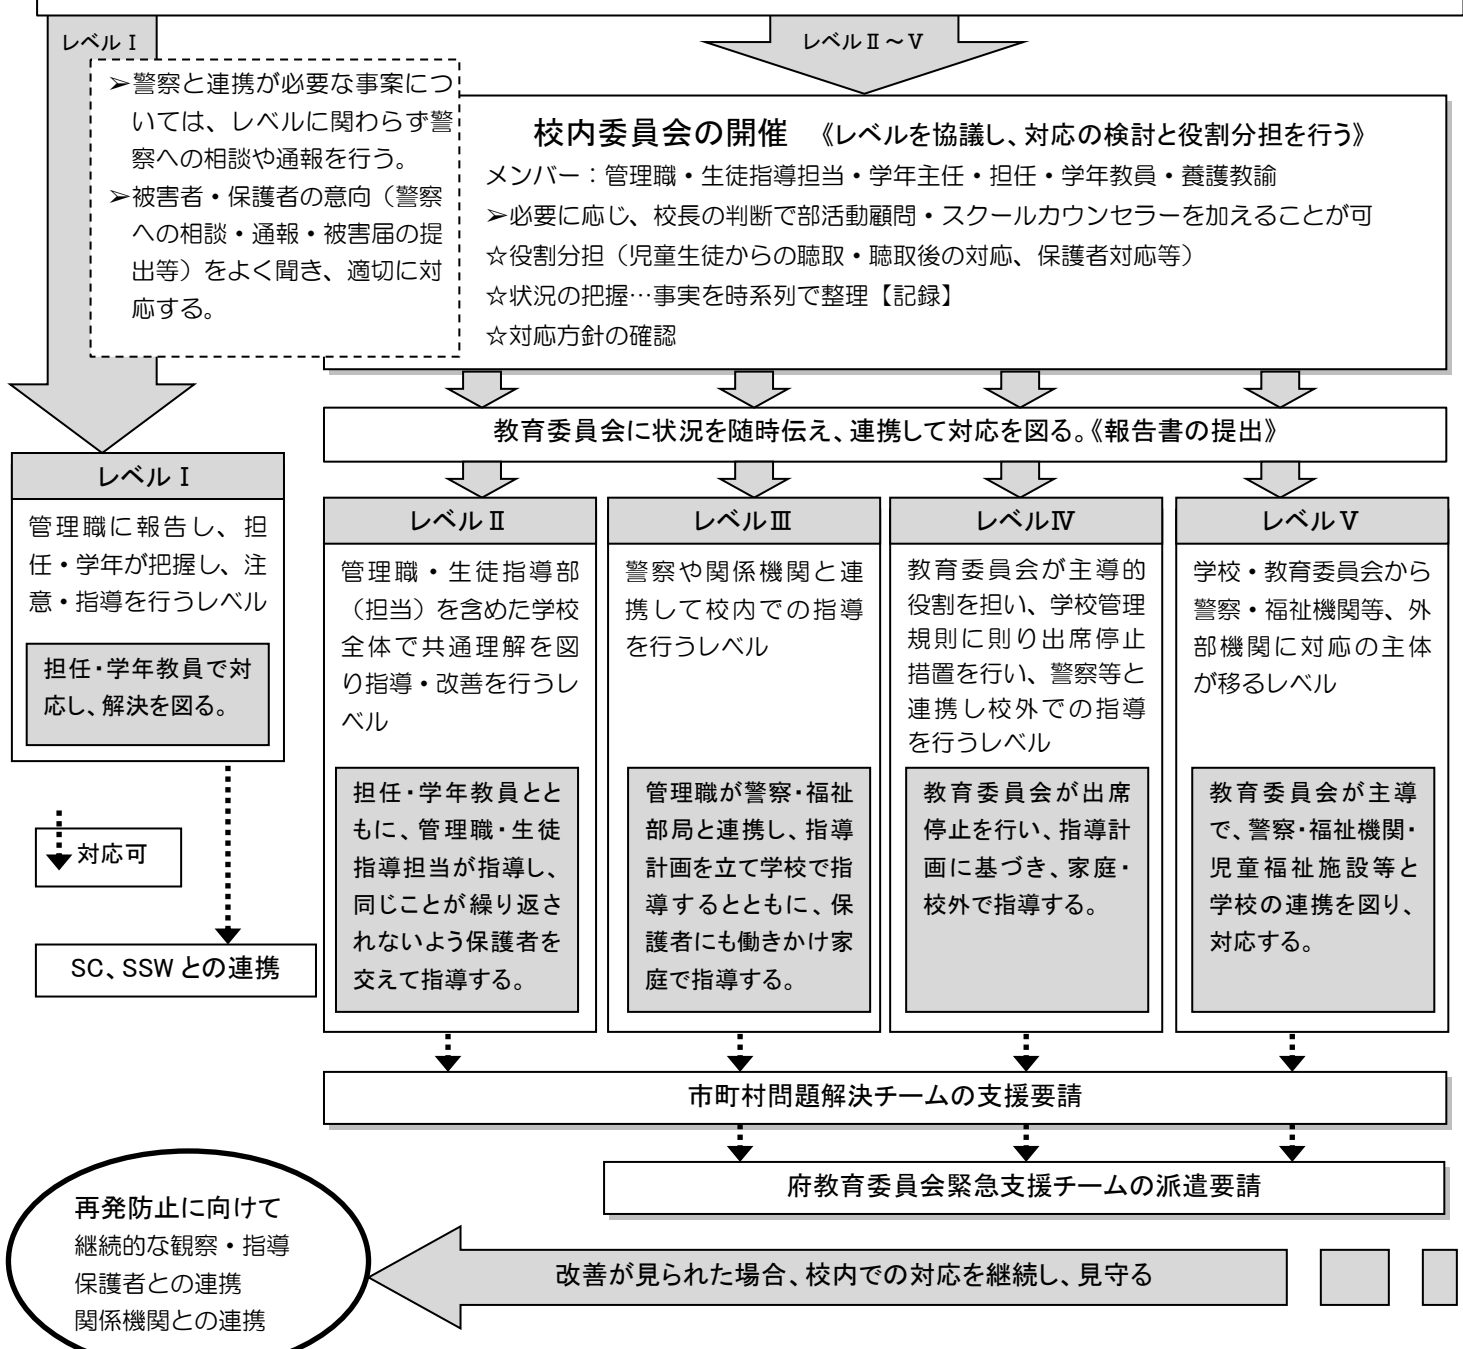 レベルⅠ
レベルⅡ～Ⅴ
➢警察と連携が必要な事案につ
いては、レベルに関わらず警
察への相談や通報を行う。
➢被害者・保護者の意向（警察
への相談・通報・被害届の提
出等）をよく聞き、適切に対
応する。
校内委員会の開催　《レベルを協議し、対応の検討と役割分担を行う》
メンバー：管理職・生徒指導担当・学年主任・担任・学年教員・養護教諭
➢必要に応じ、校長の判断で部活動顧問・スクールカウンセラーを加えることが可
☆役割分担（児童生徒からの聴取・聴取後の対応、保護者対応等）
☆状況の把握…事実を時系列で整理【記録】
☆対応方針の確認
教育委員会に状況を随時伝え、連携して対応を図る。《報告書の提出》
レベルⅠ
管理職に報告し、担
任・学年が把握し、注
意・指導を行うレベル
担任・学年教員で対
応し、解決を図る。
対応可
SC、SSWとの連携
レベルⅡ
管理職・生徒指導部
（担当）を含めた学校
全体で共通理解を図
り指導・改善を行うレ
ベル
担任・学年教員とと
もに、管理職・生徒
指導担当が指導し、
同じことが繰り返さ
れないよう保護者を
交えて指導する。
レベルⅢ
警察や関係機関と連
携して校内での指導
を行うレベル
管理職が警察・福祉
部局と連携し、指導
計画を立て学校で指
導するとともに、保
護者にも働きかけ家
庭で指導する。
レベルⅣ
教育委員会が主導的
役割を担い、学校管理
規則に則り出席停止
措置を行い、警察等と
連携し校外での指導
を行うレベル
教育委員会が出席
停止を行い、指導計
画に基づき、家庭・
校外で指導する。
レベルⅤ
学校・教育委員会から
警察・福祉機関等、外
部機関に対応の主体
が移るレベル
教育委員会が主導
で、警察・福祉機関・
児童福祉施設等と
学校の連携を図り、
対応する。
市町村問題解決チームの支援要請
府教育委員会緊急支援チームの派遣要請
改善が見られた場合、校内での対応を継続し、見守る
再発防止に向けて
継続的な観察・指導
保護者との連携
関係機関との連携